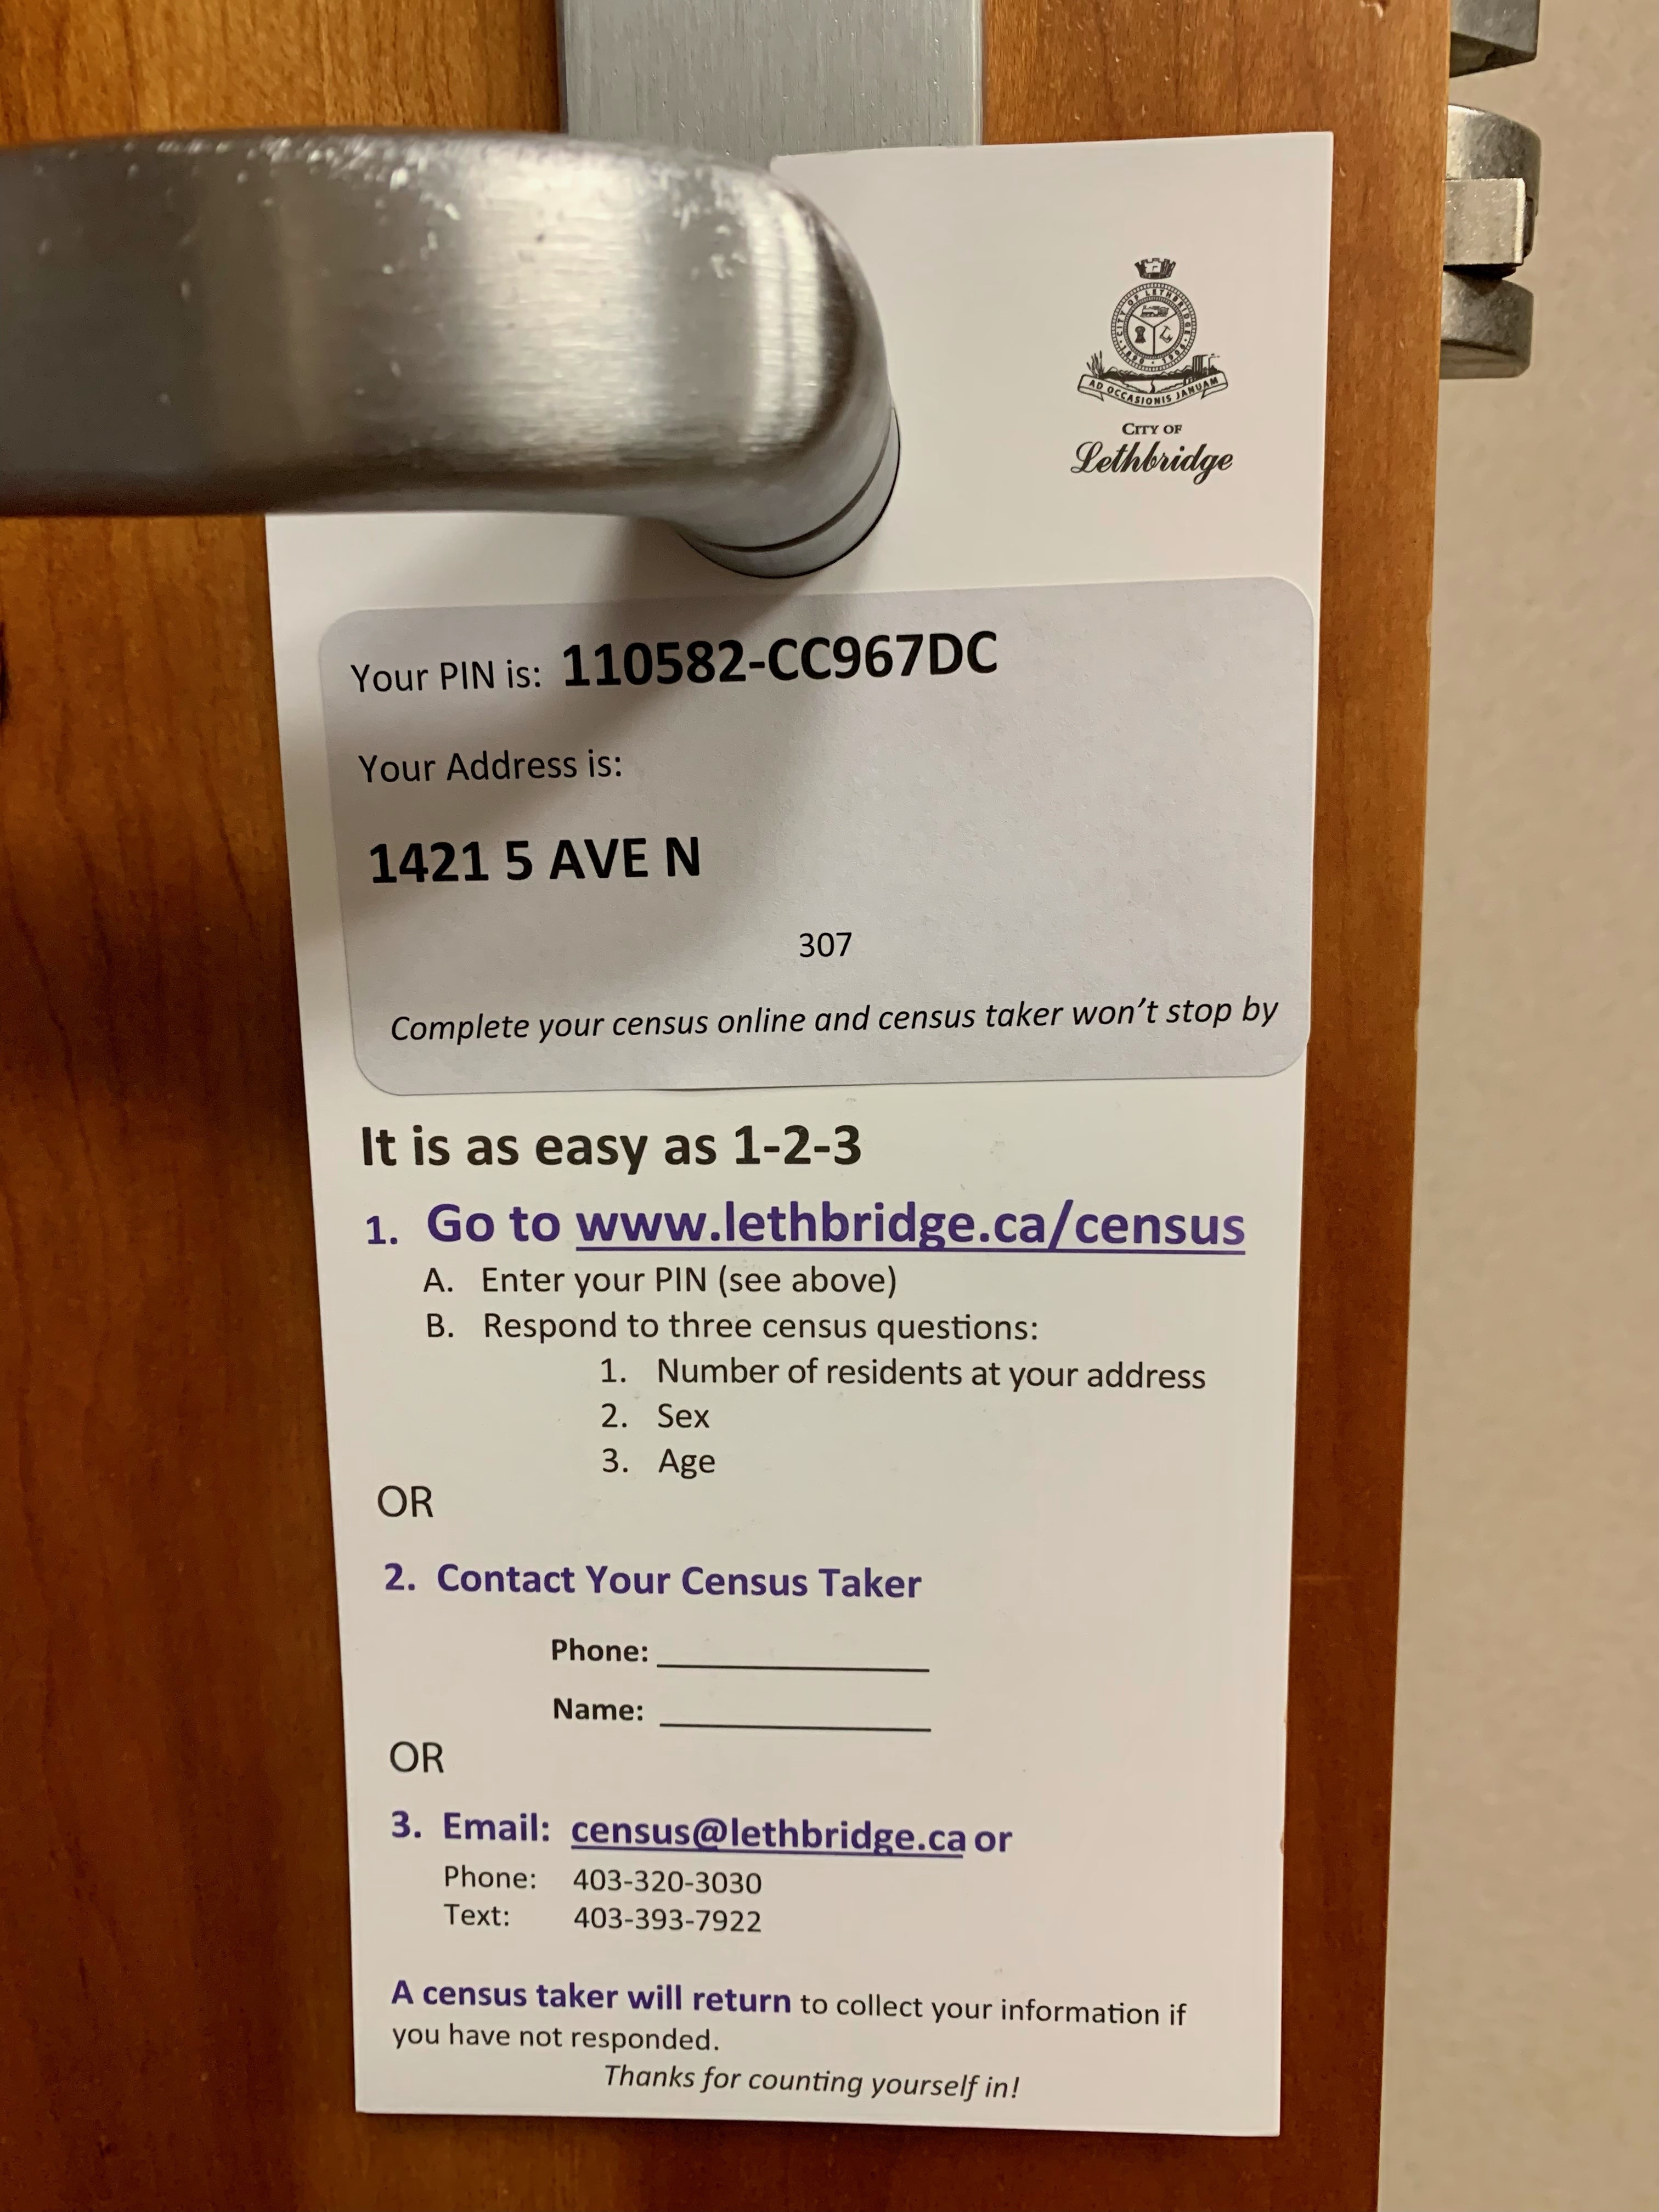 CITY OF LETHBRIDGE
1890 · 1906
AD OCCASIONIS JANUAM
CITY OF
Lethbridge
Your PIN is: 110582-CC967DC
Your Address is:
1421 5 AVE N
307
Complete your census online and census taker won't stop by
It is as easy as 1-2-3
1. Go to www.lethbridge.ca/census
A. Enter your PIN (see above)
B. Respond to three census questions:
1. Number of residents at your address
2. Sex
3. Age
OR
2. Contact Your Census Taker
Phone:
Name:
OR
3. Email: census@lethbridge.ca or
Phone: 403-320-3030
Text: 403-393-7922
A census taker will return to collect your information if
you have not responded.
Thanks for counting yourself in!